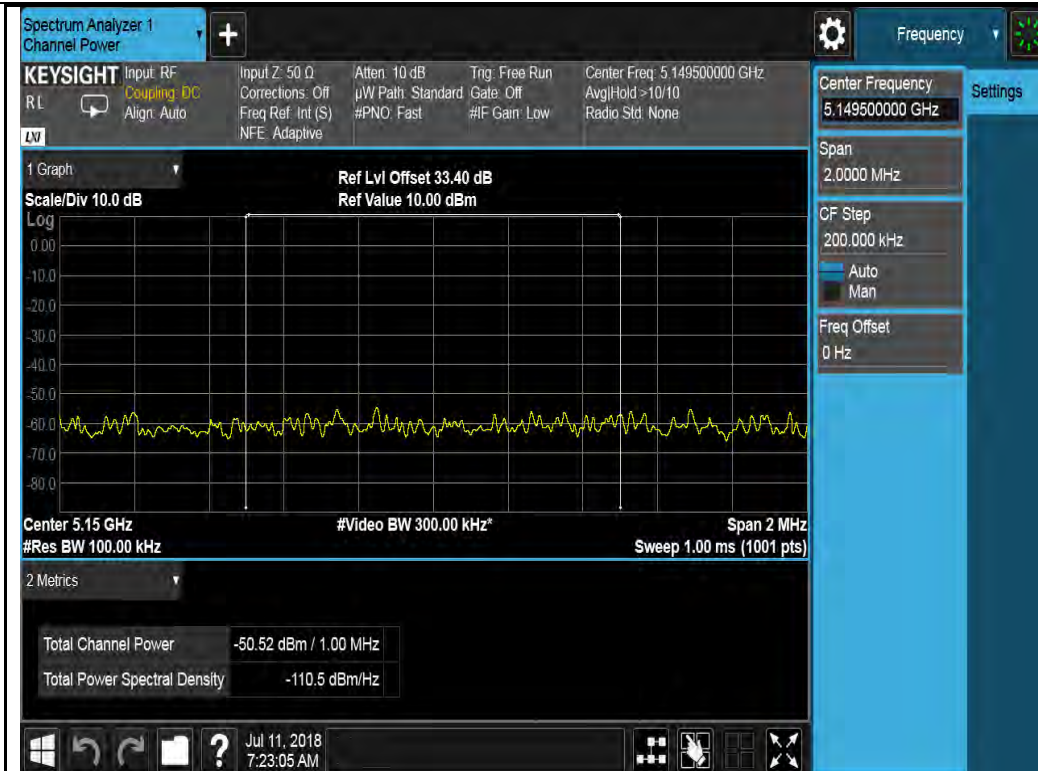 Spectrum Analyzer 1
Channel Power
+
Frequency
KEYSIGHT
R L
LXI
Input: RF
Coupling: DC
Align: Auto
Input Z: 50 Ω
Corrections: Off
Freq Ref: Int (S)
NFE: Adaptive
Atten: 10 dB
µW Path: Standard
#PNO: Fast
Trig: Free Run
Gate: Off
#IF Gain: Low
Center Freq: 5.149500000 GHz
Avg|Hold:>10/10
Radio Std: None
Center Frequency
5.149500000 GHz
Settings
Span
2.0000 MHz
CF Step
200.000 kHz
Auto
Man
Freq Offset
0 Hz
1 Graph
Scale/Div 10.0 dB
Ref Lvl Offset 33.40 dB
Ref Value 10.00 dBm
Log
0.00
-10.0
-20.0
-30.0
-40.0
-50.0
-60.0
-70.0
-80.0
Center 5.15 GHz
#Video BW 300.00 kHz*
Span 2 MHz
#Res BW 100.00 kHz
Sweep 1.00 ms (1001 pts)
2 Metrics
Total Channel Power -50.52 dBm / 1.00 MHz
Total Power Spectral Density -110.5 dBm/Hz
?
Jul 11, 2018
7:23:05 AM